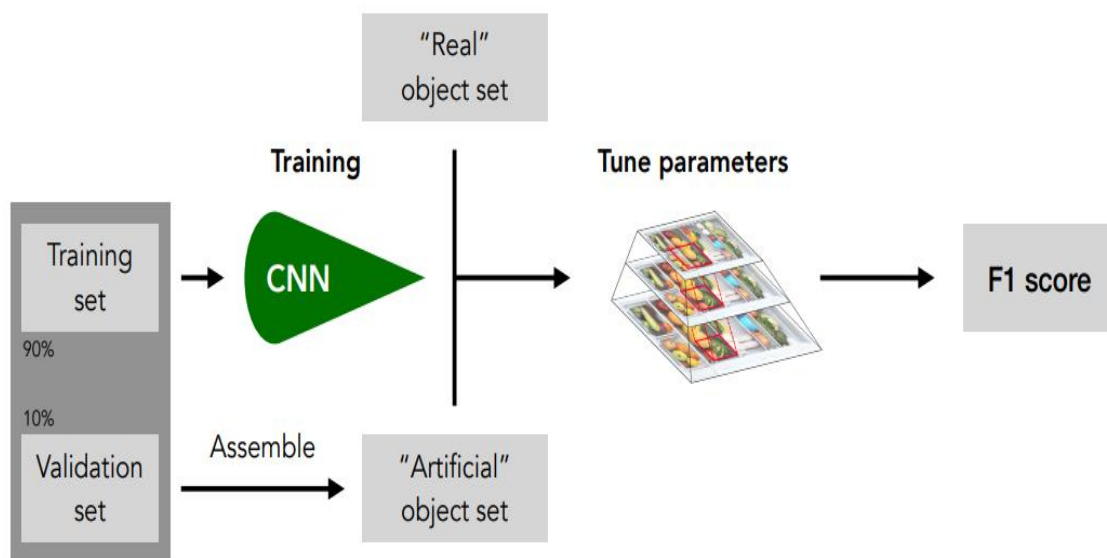 “Real”
object set
Training
Tune parameters
Training
set
CNN
F1 score
90%
10%
Validation
set
Assemble
“Artificial”
object set